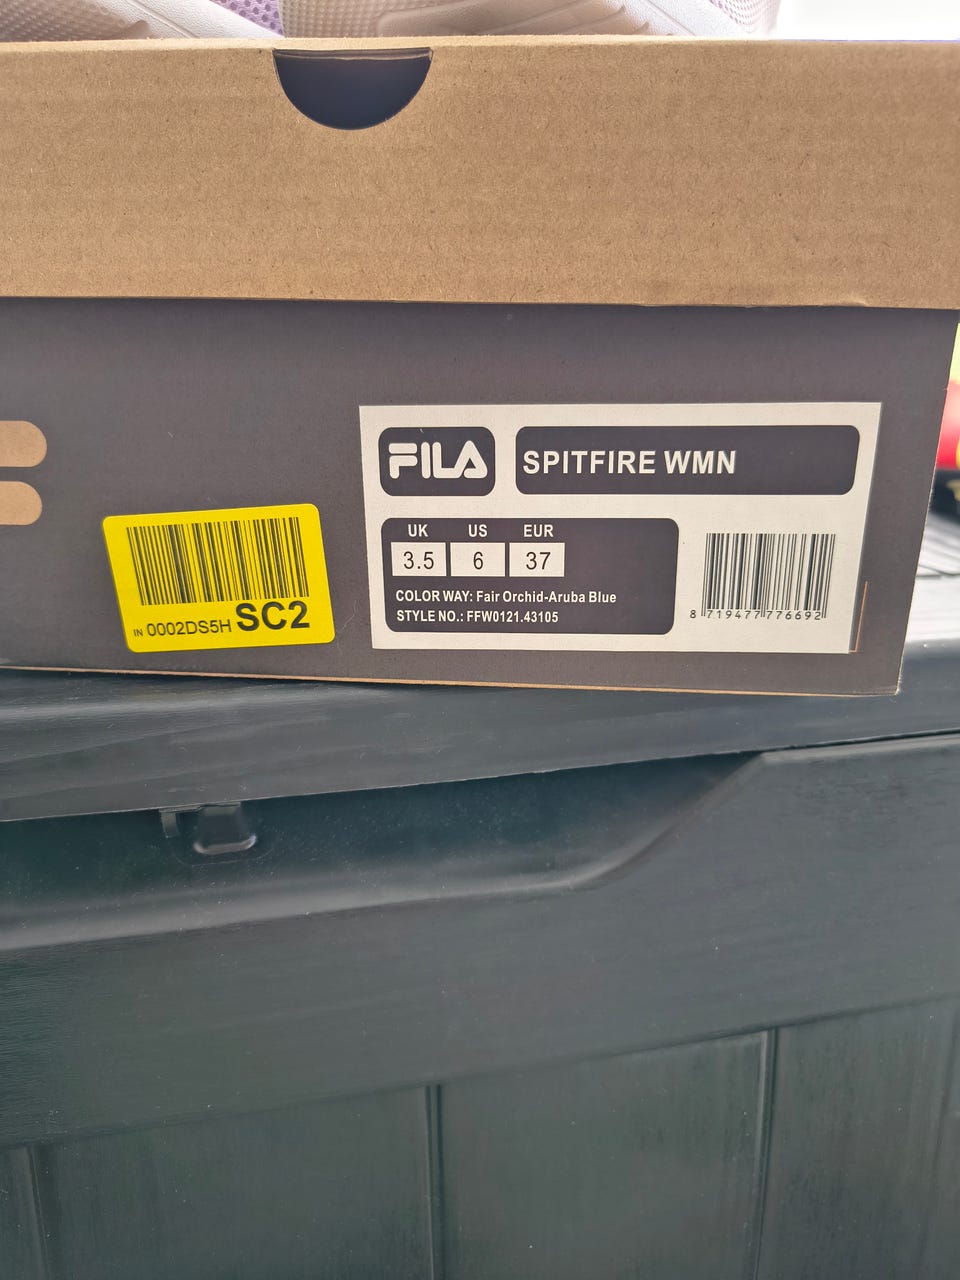 FILA
SPITFIRE WMN
UK US EUR
3.5 6 37
COLOR WAY: Fair Orchid-Aruba Blue
STYLE NO.: FFW0121.43105
8 719477 776692
IN 0002DS5H SC2